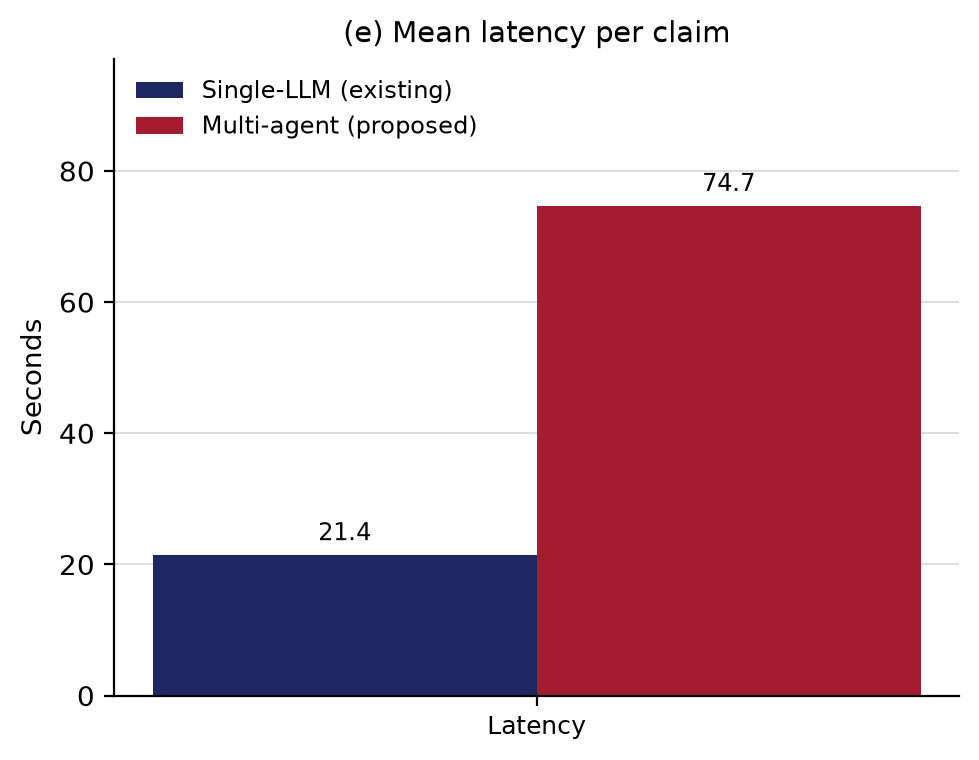 (e) Mean latency per claim
Single-LLM (existing)
Multi-agent (proposed)
80
60
40
20
0
Seconds
74.7
21.4
Latency